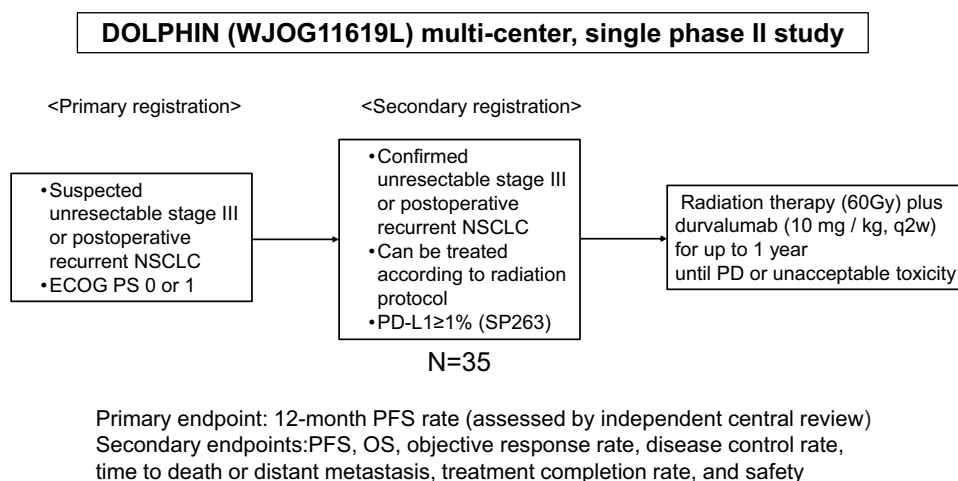 DOLPHIN (WJOG11619L) multi-center, single phase II study
<Primary registration>
<Secondary registration>
•Suspected
unresectable stage III
or postoperative
recurrent NSCLC
•ECOG PS 0 or 1
•Confirmed
unresectable stage III
or postoperative
recurrent NSCLC
•Can be treated
according to radiation
protocol
•PD-L1≥1% (SP263)
N=35
Radiation therapy (60Gy) plus
durvalumab (10 mg / kg, q2w)
for up to 1 year
until PD or unacceptable toxicity
Primary endpoint: 12-month PFS rate (assessed by independent central review)
Secondary endpoints:PFS, OS, objective response rate, disease control rate,
time to death or distant metastasis, treatment completion rate, and safety